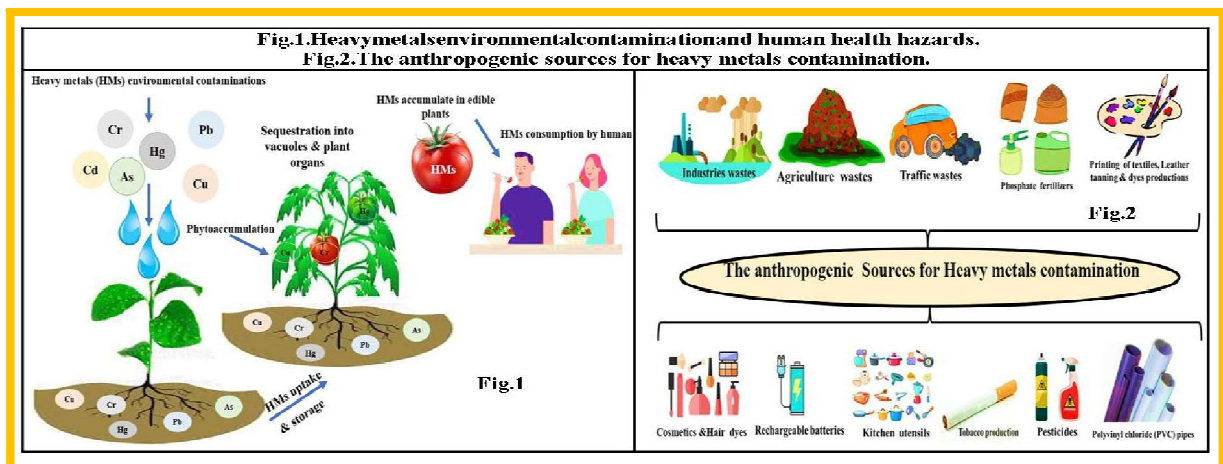 Fig.1.Heavymetalsenvironmentalcontaminationand human health hazards.
Fig.2.The anthropogenic sources for heavy metals contamination.
Heavy metals (HMs) environmental contaminations
Cr
Pb
Hg
Cd
As
Cu
Sequestration into
vacuoles & plant
organs
Phytoaccumulation
HMs accumulate in edible
plants
HMs
HMs consumption by human
Hg
Cu
Cr
Cu
Cr
As
Hg
Pb
Cu
Cr
As
Hg
Pb
HMs uptake
& storage
Fig.1
Industries wastes
Agriculture wastes
Traffic wastes
Phosphate fertilizers
Printing of textiles, Leather
tanning & dyes productions
Fig.2
The anthropogenic Sources for Heavy metals contamination
Cosmetics &Hair dyes
Rechargeable batteries
Kitchen utensils
Tobacco production
Pesticides
Polyvinyl chloride (PVC) pipes